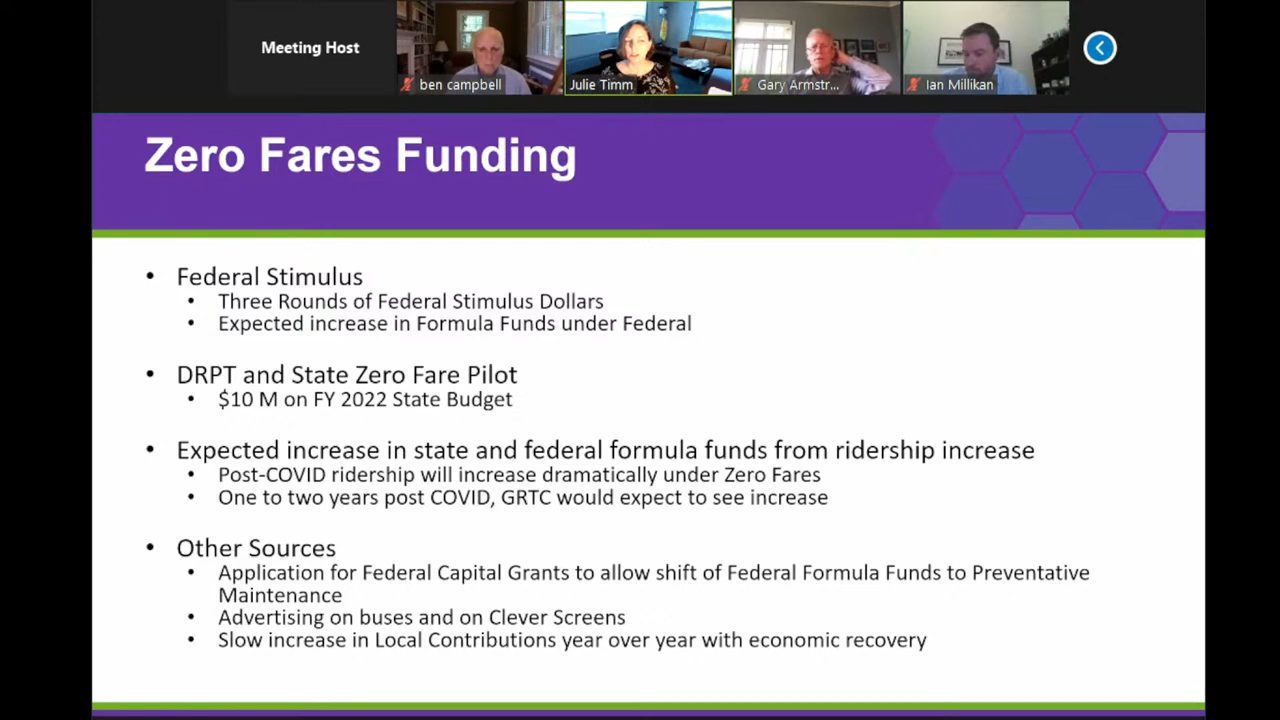 Meeting Host
ben campbell
Julie Timm
Gary Armstr...
Ian Millikan
Zero Fares Funding
• Federal Stimulus
• Three Rounds of Federal Stimulus Dollars
• Expected increase in Formula Funds under Federal
• DRPT and State Zero Fare Pilot
• $10 M on FY 2022 State Budget
• Expected increase in state and federal formula funds from ridership increase
• Post-COVID ridership will increase dramatically under Zero Fares
• One to two years post COVID, GRTC would expect to see increase
• Other Sources
• Application for Federal Capital Grants to allow shift of Federal Formula Funds to Preventative
Maintenance
• Advertising on buses and on Clever Screens
• Slow increase in Local Contributions year over year with economic recovery